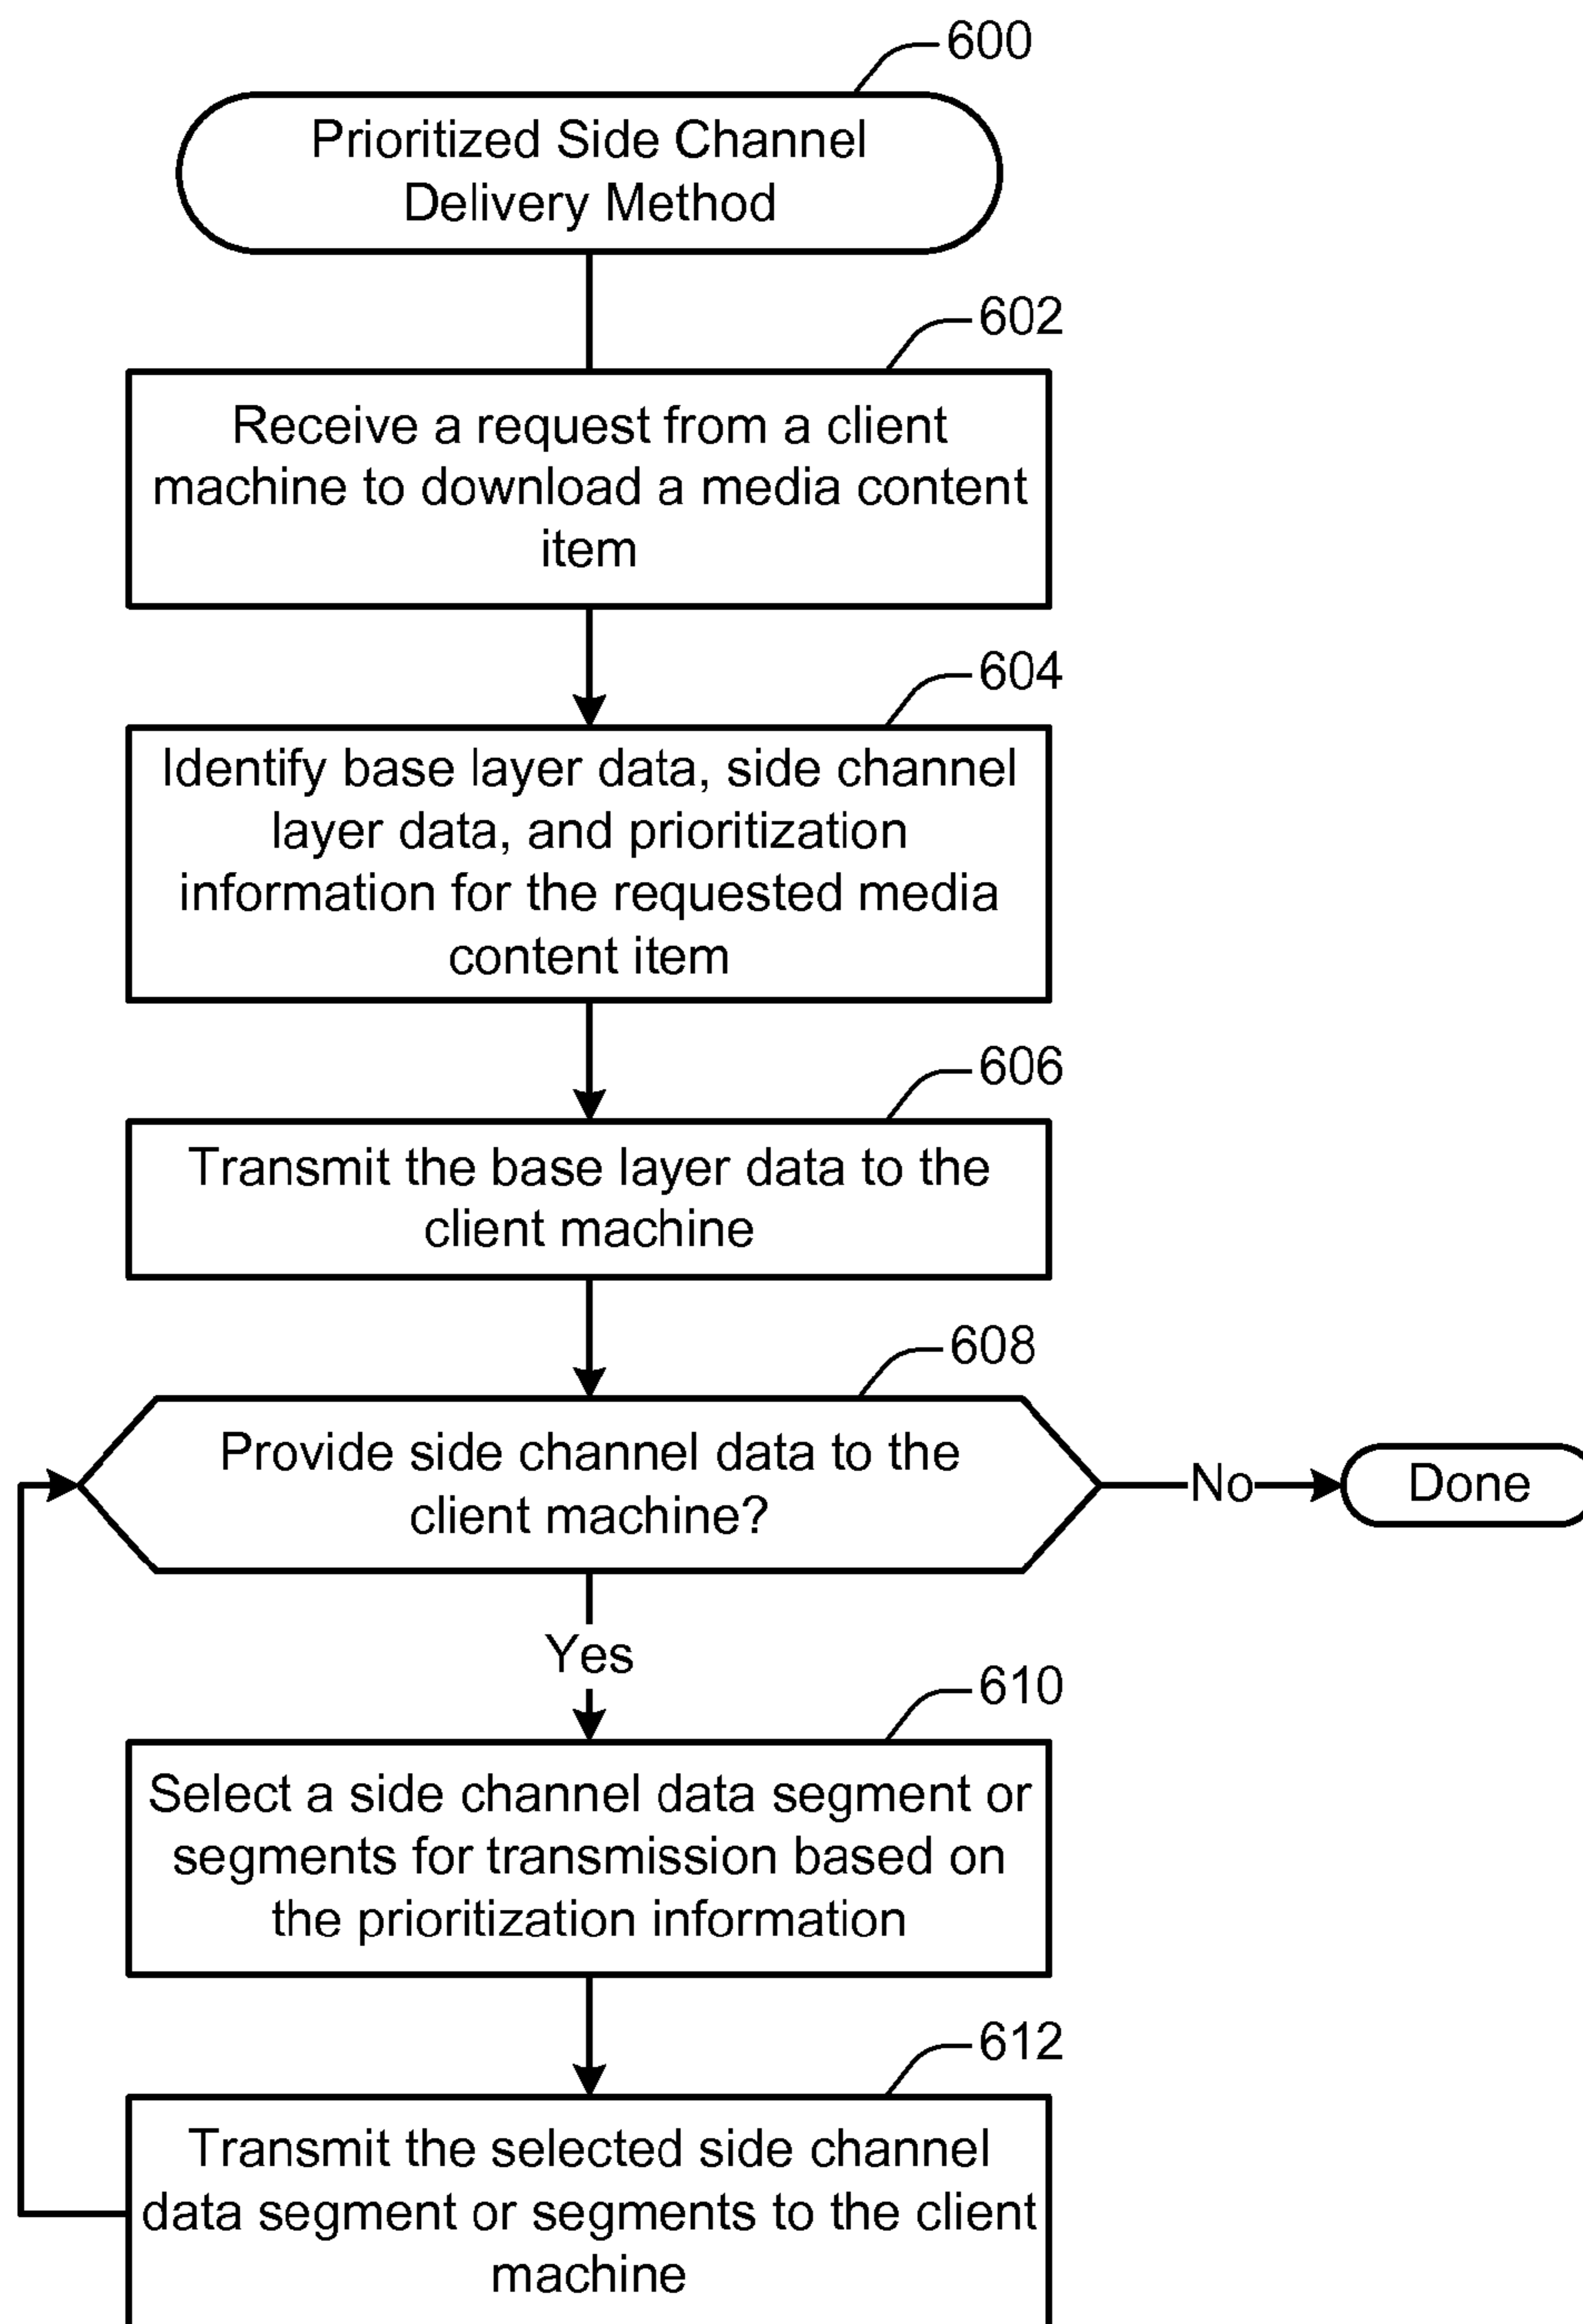 600
Prioritized Side Channel
Delivery Method
602
Receive a request from a client
machine to download a media content
item
604
Identify base layer data, side channel
layer data, and prioritization
information for the requested media
content item
606
Transmit the base layer data to the
client machine
608
Provide side channel data to the
client machine?
No
Done
Yes
610
Select a side channel data segment or
segments for transmission based on
the prioritization information
612
Transmit the selected side channel
data segment or segments to the client
machine